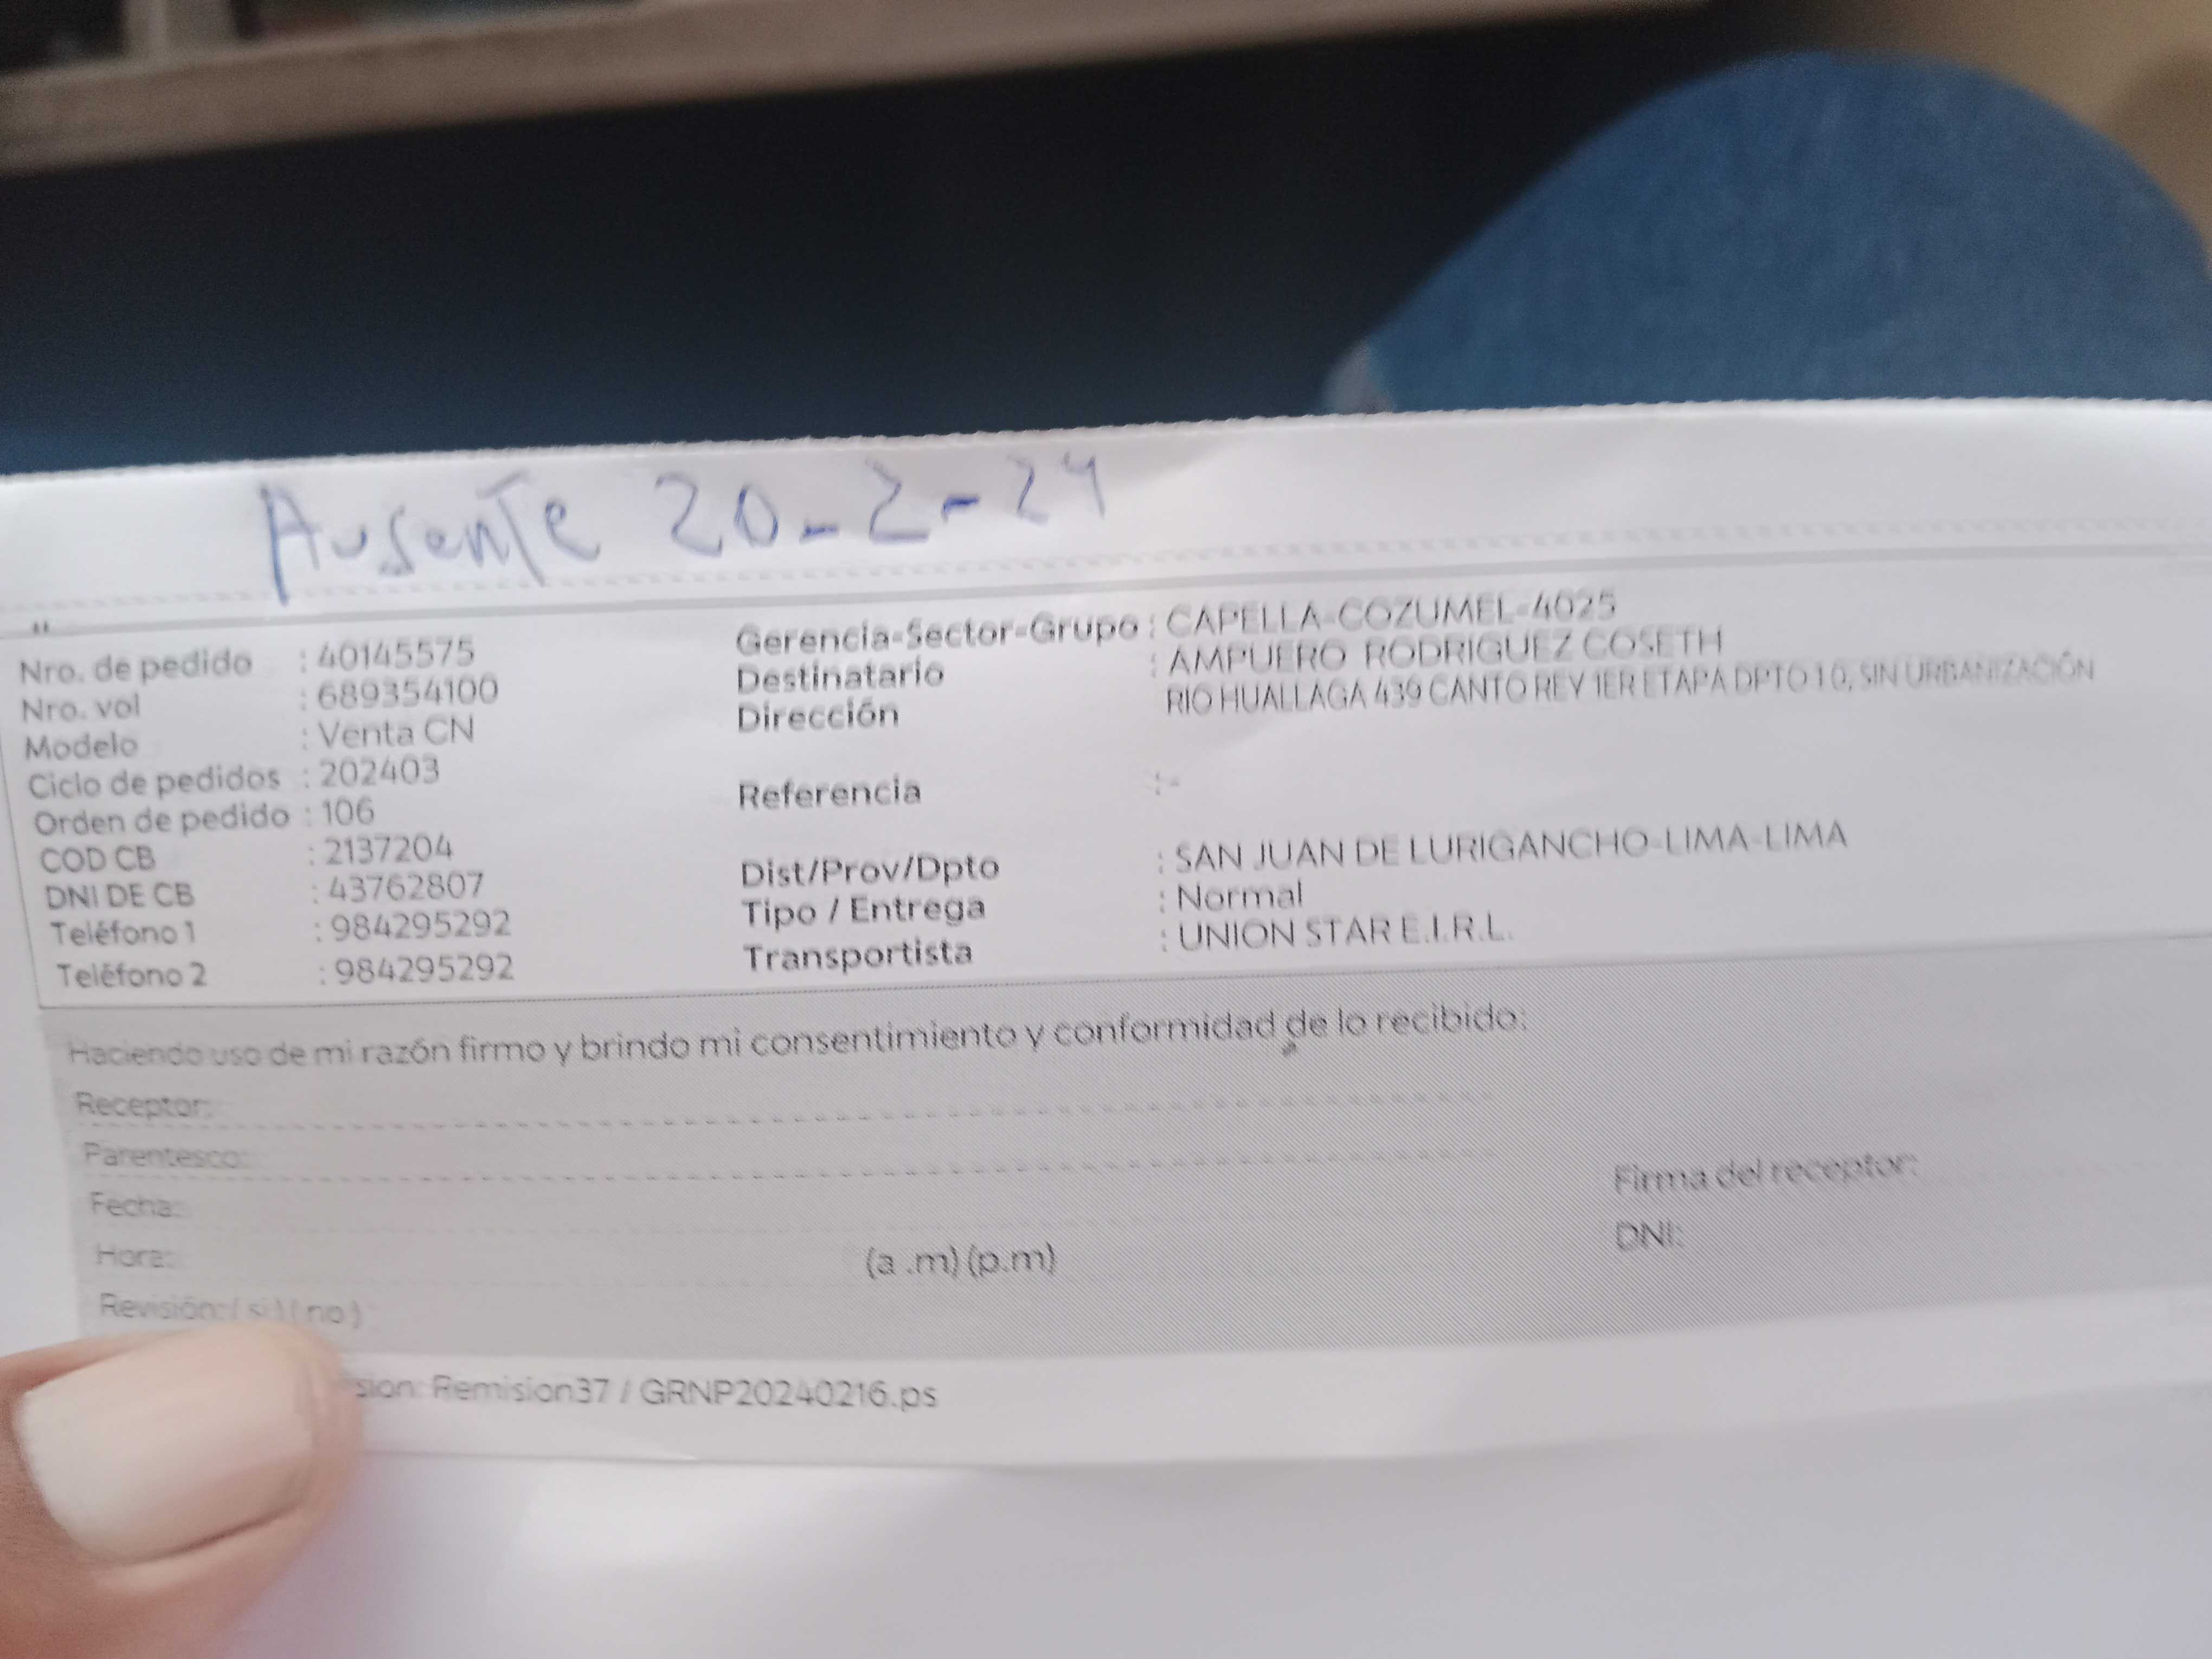 Ausente 20-2-24
Nro. de pedido : 40145575
Nro. vol : 689354100
Modelo : Venta CN
Ciclo de pedidos : 202403
Orden de pedido : 106
COD CB : 2137204
DNI DE CB : 43762807
Teléfono 1 : 984295292
Teléfono 2 : 984295292
Gerencia-Sector-Grupo : CAPELLA-COZUMEL-4025
Destinatario : AMPUERO RODRIGUEZ COSETH
Dirección RIO HUALLAGA 439 CANTO REY 1ER ETAPA DPTO 10, SIN URBANIZACIÓN
Referencia : -
Dist/Prov/Dpto : SAN JUAN DE LURIGANCHO-LIMA-LIMA
Tipo / Entrega : Normal
Transportista : UNION STAR E.I.R.L.
Haciendo uso de mi razón firmo y brindo mi consentimiento y conformidad de lo recibido:
Receptor:
Parentesco:
Fecha:
Hora: (a .m) (p.m)
Revisión: ( si ) ( no )
Firma del receptor:
DNI:
sion: Remision37 / GRNP20240216.ps